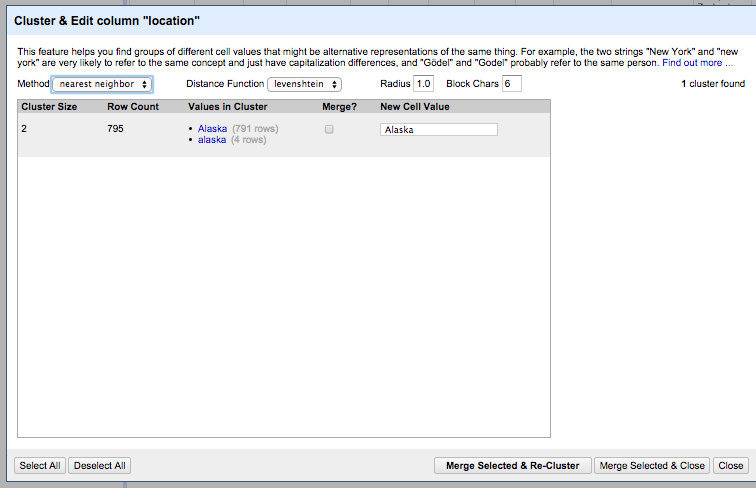 Cluster & Edit column "location"
This feature helps you find groups of different cell values that might be alternative representations of the same thing. For example, the two strings "New York" and "new
york" are very likely to refer to the same concept and just have capitalization differences, and "Gödel" and "Godel" probably refer to the same person. Find out more ...
Method nearest neighbor Distance Function levenshtein Radius 1.0 Block Chars 6 1 cluster found
Cluster Size Row Count Values in Cluster Merge? New Cell Value
2 795 • Alaska (791 rows) Alaska
• alaska (4 rows)
Select All Deselect All Merge Selected & Re-Cluster Merge Selected & Close Close